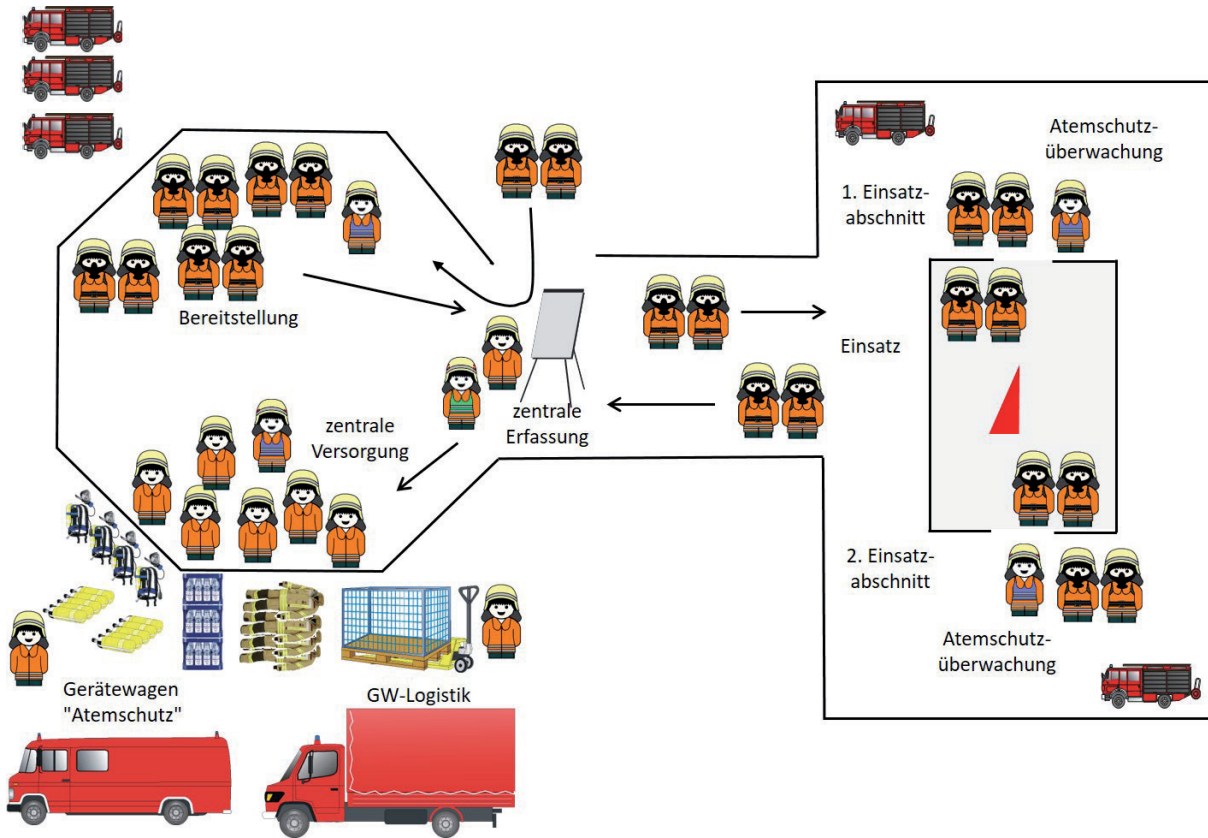 Bereitstellung
zentrale
Versorgung
zentrale
Erfassung
Gerätewagen
"Atemschutz"
GW-Logistik
Einsatz
Atemschutz-
überwachung
1. Einsatz-
abschnitt
2. Einsatz-
abschnitt
Atemschutz-
überwachung